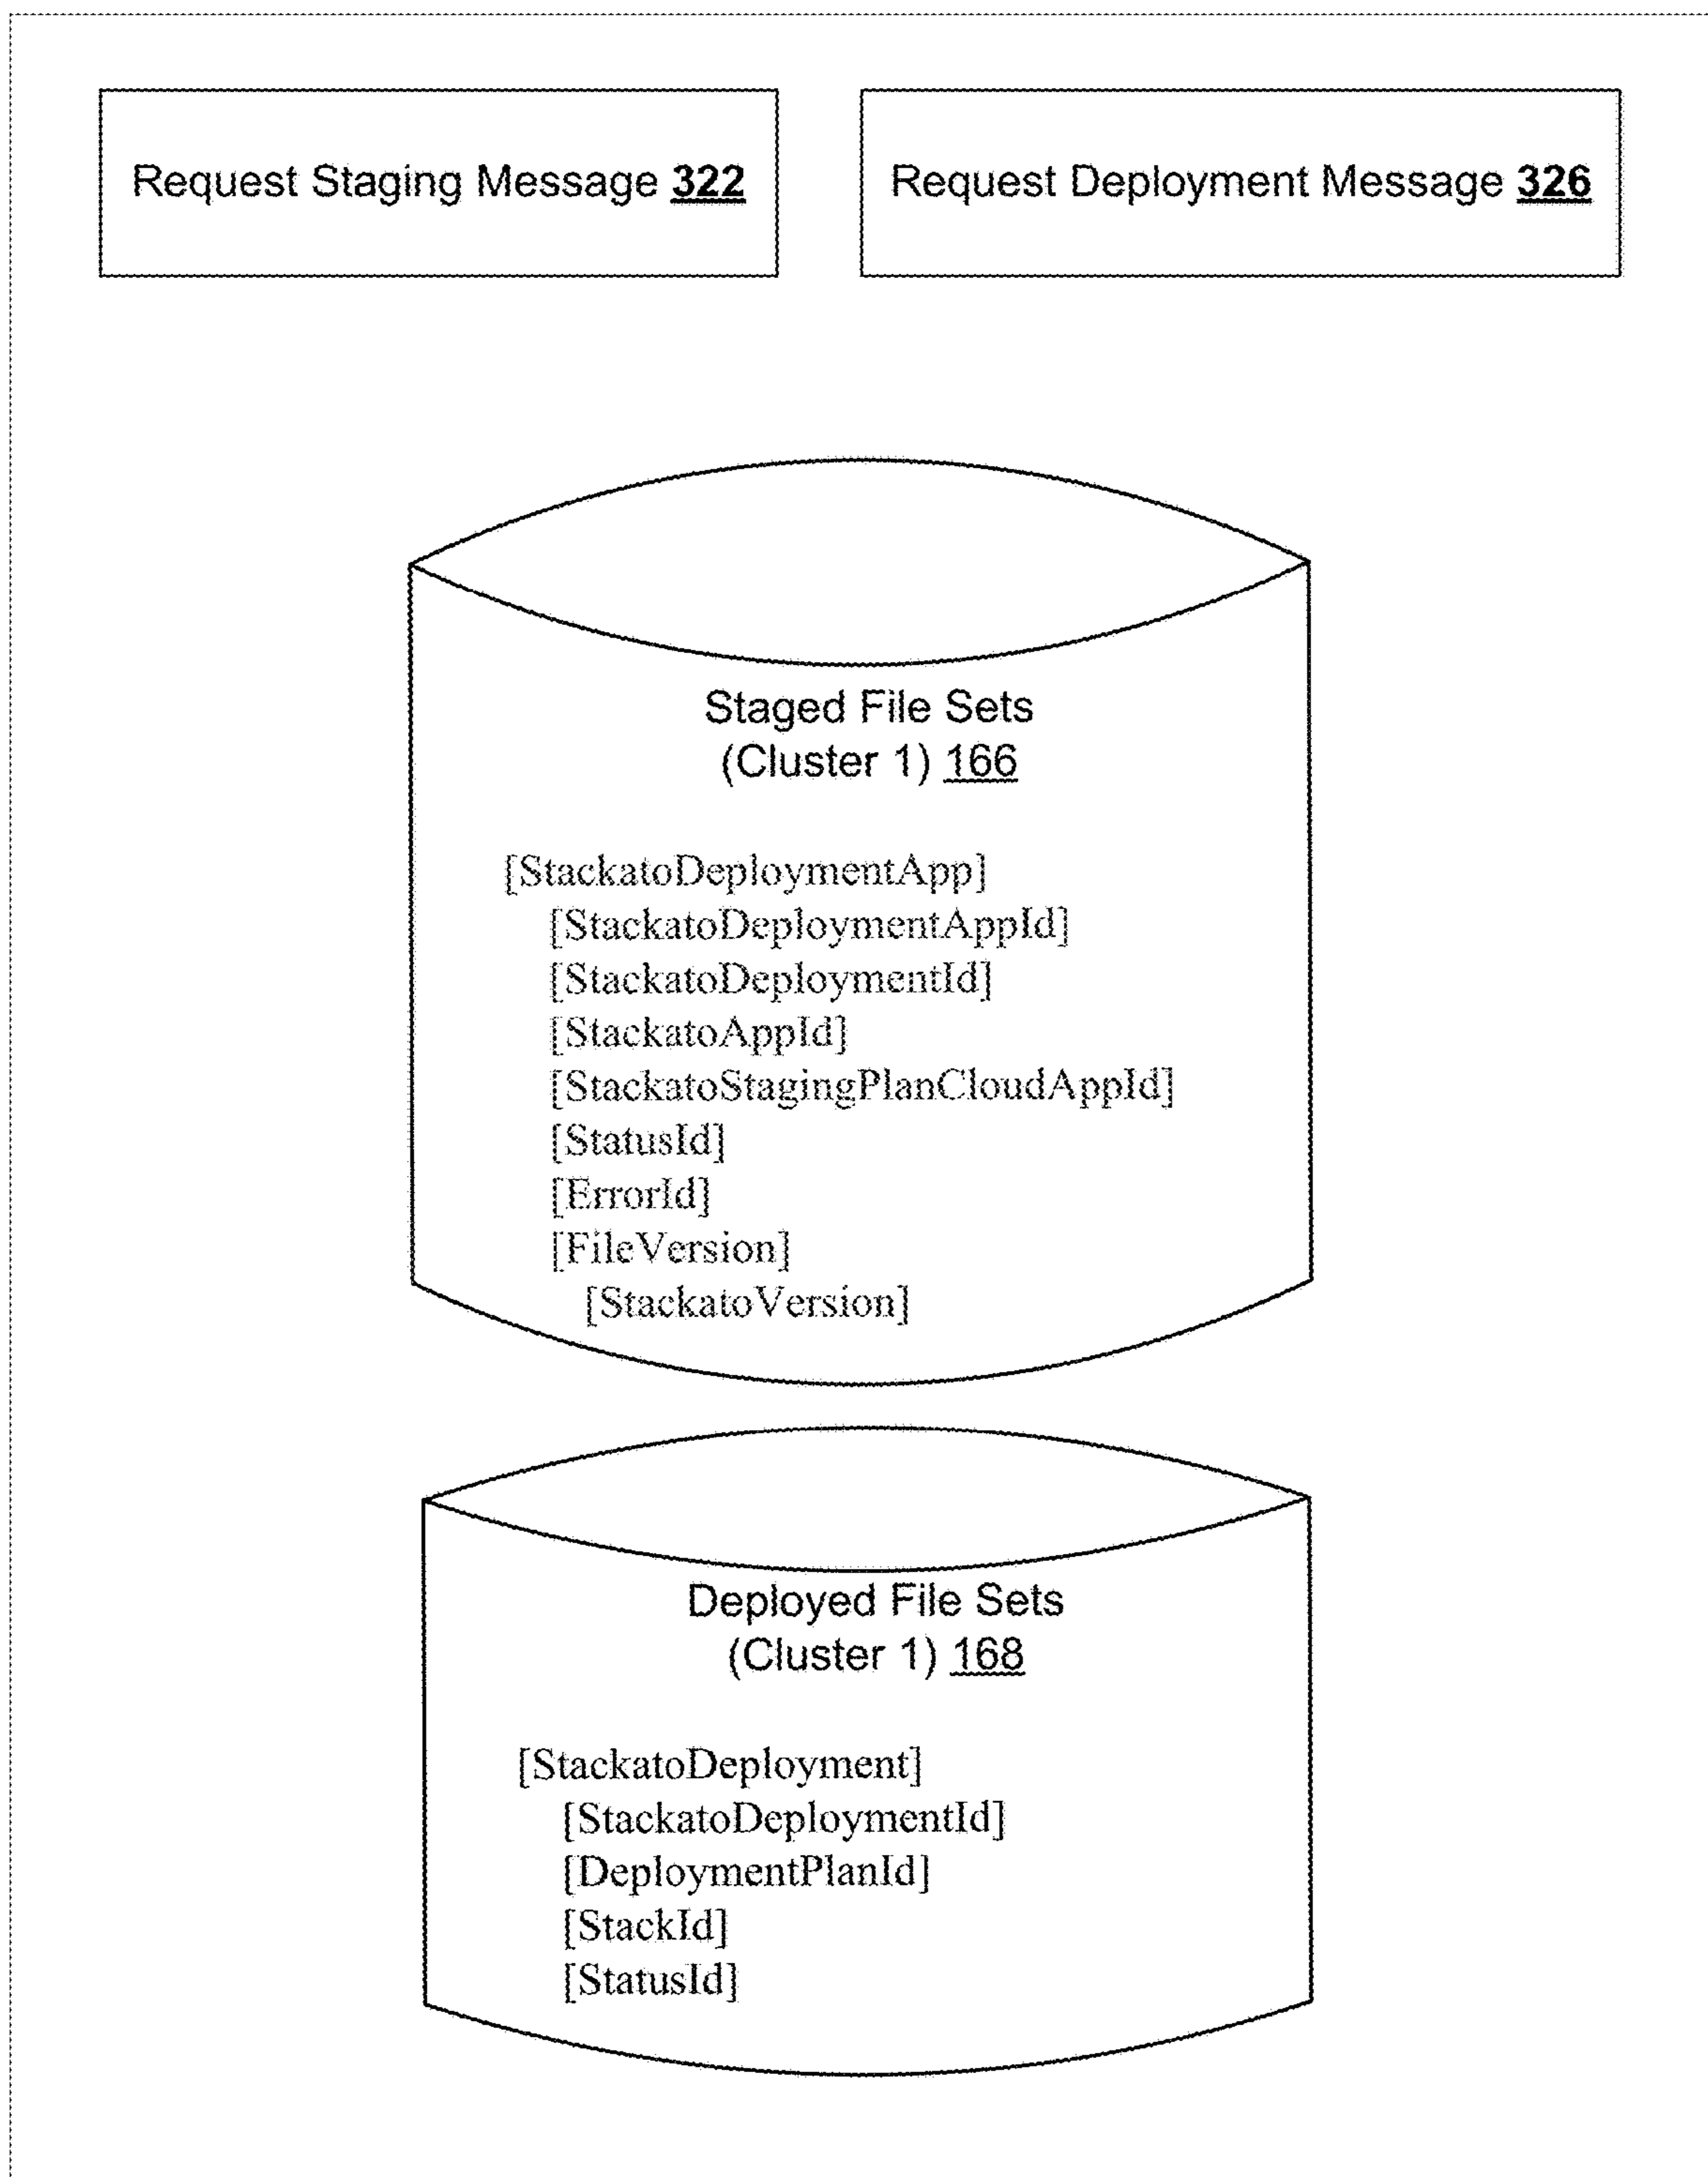 Request Staging Message 322
Request Deployment Message 326
Staged File Sets
(Cluster 1) 166
[StackatoDeploymentApp]
[StackatoDeploymentAppId]
[StackatoDeploymentId]
[StackatoAppId]
[StackatoStagingPlanCloudAppId]
[StatusId]
[ErrorId]
[FileVersion]
[StackatoVersion]
Deployed File Sets
(Cluster 1) 168
[StackatoDeployment]
[StackatoDeploymentId]
[DeploymentPlanId]
[StackId]
[StatusId]